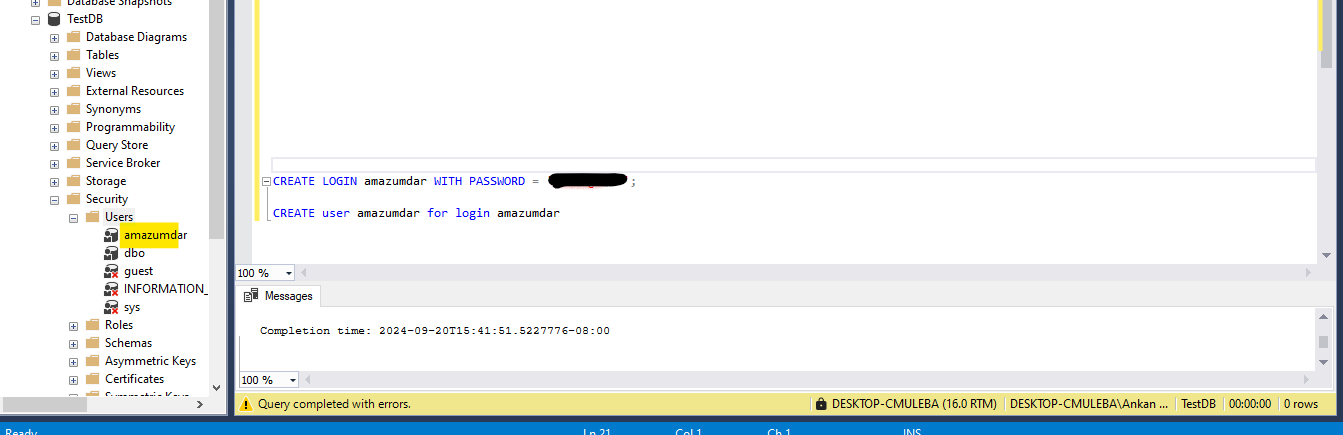 Database Snapshots
TestDB
Database Diagrams
Tables
Views
External Resources
Synonyms
Programmability
Query Store
Service Broker
Storage
Security
Users
amazumdar
dbo
guest
INFORMATION_
sys
Roles
Schemas
Asymmetric Keys
Certificates
Symmetric Keys
CREATE LOGIN amazumdar WITH PASSWORD = ;
CREATE user amazumdar for login amazumdar
100 %
Messages
Completion time: 2024-09-20T15:41:51.5227776-08:00
100 %
Query completed with errors.
DESKTOP-CMULEBA (16.0 RTM)
DESKTOP-CMULEBA\Ankan ...
TestDB
00:00:00
0 rows
Ready
Ln 21
Col 1
Ch 1
INS